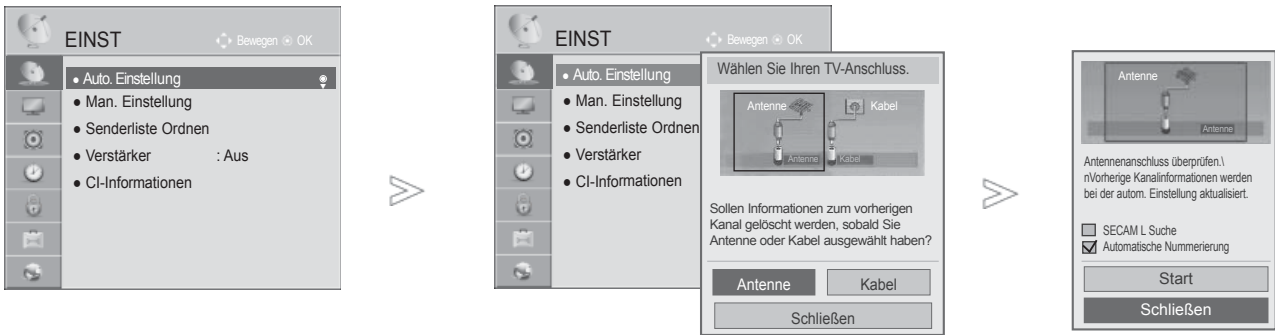 EINST
Bewegen OK
● Auto. Einstellung
● Man. Einstellung
● Senderliste Ordnen
● Verstärker : Aus
● CI-Informationen
EINST
Bewegen OK
● Auto. Einstellung
● Man. Einstellung
● Senderliste Ordnen
● Verstärker
● CI-Informationen
Wählen Sie Ihren TV-Anschluss.
Antenne Kabel
Antenne Kabel
Sollen Informationen zum vorherigen
Kanal gelöscht werden, sobald Sie
Antenne oder Kabel ausgewählt haben?
Antenne Kabel
Schließen
Antenne
Antenne
Antennenanschluss überprüfen.\
nVorherige Kanalinformationen werden
bei der autom. Einstellung aktualisiert.
SECAM L Suche
Automatische Nummerierung
Start
Schließen